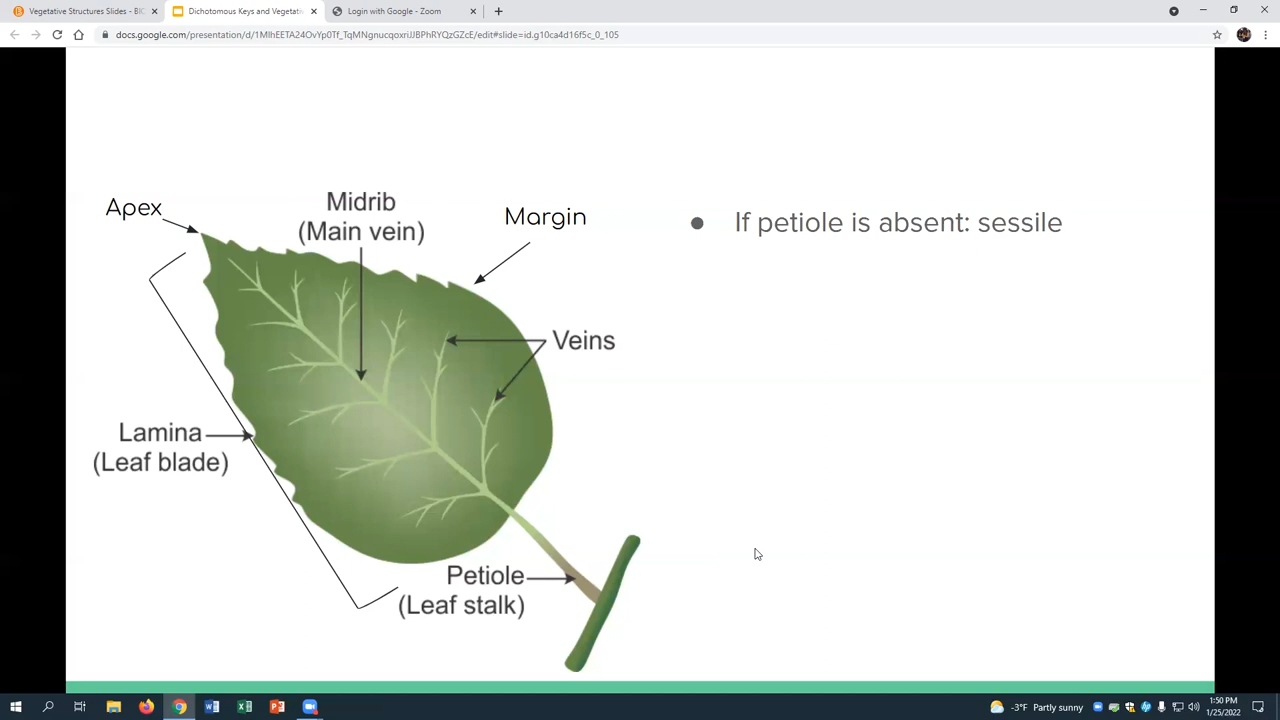 Vegetative Structures Slides - BIO
Dichotomous Keys and Vegetativ
Login with Google - Zoom
docs.google.com/presentation/d/1MIhEETA24OvYp0Tf_TqMNgnucqoxriJJBPhRYQzGZcE/edit#slide=id.g10ca4d16f5c_0_105
Apex
Midrib
(Main vein)
Margin
If petiole is absent: sessile
Veins
Lamina
(Leaf blade)
Petiole
(Leaf stalk)
-3°F Partly sunny
1:50 PM
1/25/2022